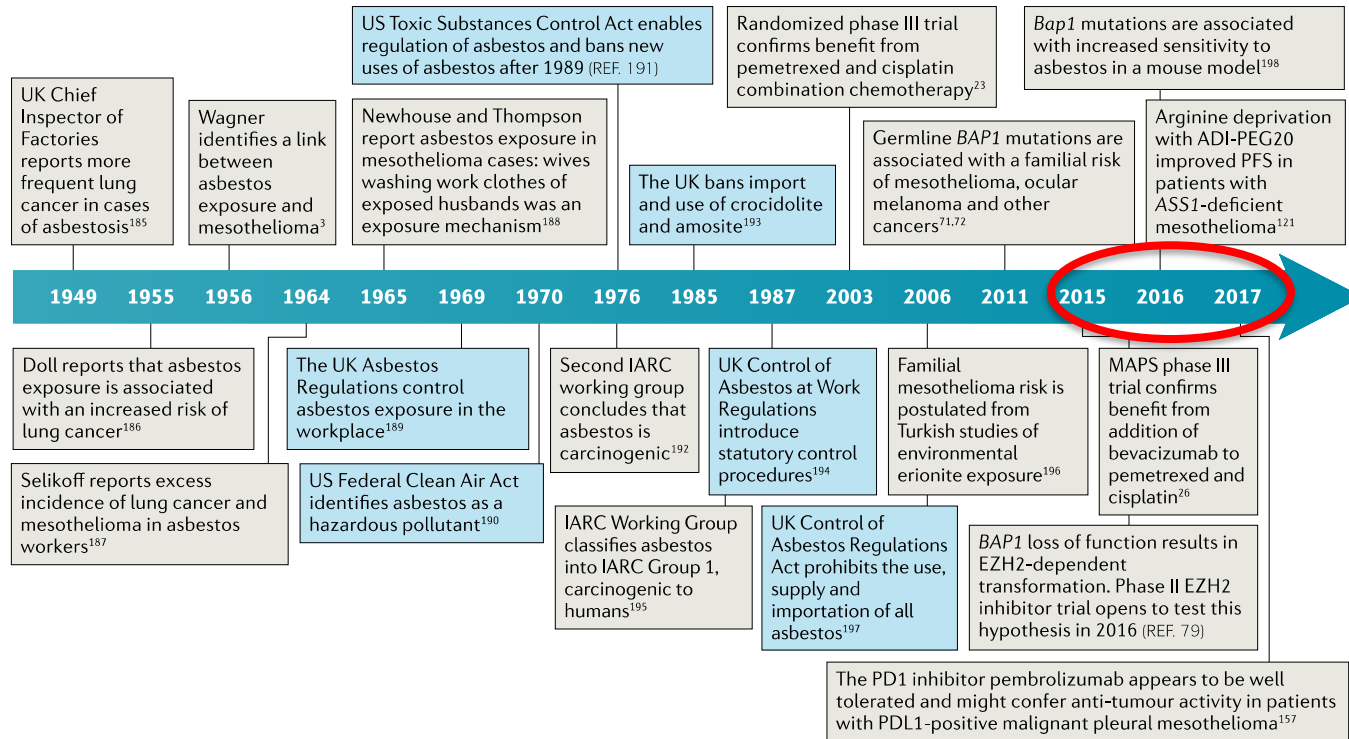 US Toxic Substances Control Act enables
regulation of asbestos and bans new
uses of asbestos after 1989 (REF. 191)
Randomized phase III trial
confirms benefit from
pemetrexed and cisplatin
combination chemotherapy23
Bap1 mutations are associated
with increased sensitivity to
asbestos in a mouse model198
UK Chief
Inspector of
Factories
reports more
frequent lung
cancer in cases
of asbestosis185
Wagner
identifies a link
between
asbestos
exposure and
mesothelioma3
Newhouse and Thompson
report asbestos exposure in
mesothelioma cases: wives
washing work clothes of
exposed husbands was an
exposure mechanism188
The UK bans import
and use of crocidolite
and amosite193
Germline BAP1 mutations are
associated with a familial risk
of mesothelioma, ocular
melanoma and other
cancers71,72
Arginine deprivation
with ADI-PEG20
improved PFS in
patients with
ASS1-deficient
mesothelioma121
1949 1955 1956 1964 1965 1969 1970 1976 1985 1987 2003 2006 2011 2015 2016 2017
Doll reports that asbestos
exposure is associated
with an increased risk of
lung cancer186
Selikoff reports excess
incidence of lung cancer and
mesothelioma in asbestos
workers187
The UK Asbestos
Regulations control
asbestos exposure in the
workplace189
US Federal Clean Air Act
identifies asbestos as a
hazardous pollutant190
Second IARC
working group
concludes that
asbestos is
carcinogenic192
IARC Working Group
classifies asbestos
into IARC Group 1,
carcinogenic to
humans195
UK Control of
Asbestos at Work
Regulations
introduce
statutory control
procedures194
UK Control of
Asbestos Regulations
Act prohibits the use,
supply and
importation of all
asbestos197
Familial
mesothelioma risk is
postulated from
Turkish studies of
environmental
erionite exposure196
MAPS phase III
trial confirms
benefit from
addition of
bevacizumab to
pemetrexed and
cisplatin26
BAP1 loss of function results in
EZH2-dependent
transformation. Phase II EZH2
inhibitor trial opens to test this
hypothesis in 2016 (REF. 79)
The PD1 inhibitor pembrolizumab appears to be well
tolerated and might confer anti-tumour activity in patients
with PDL1-positive malignant pleural mesothelioma157